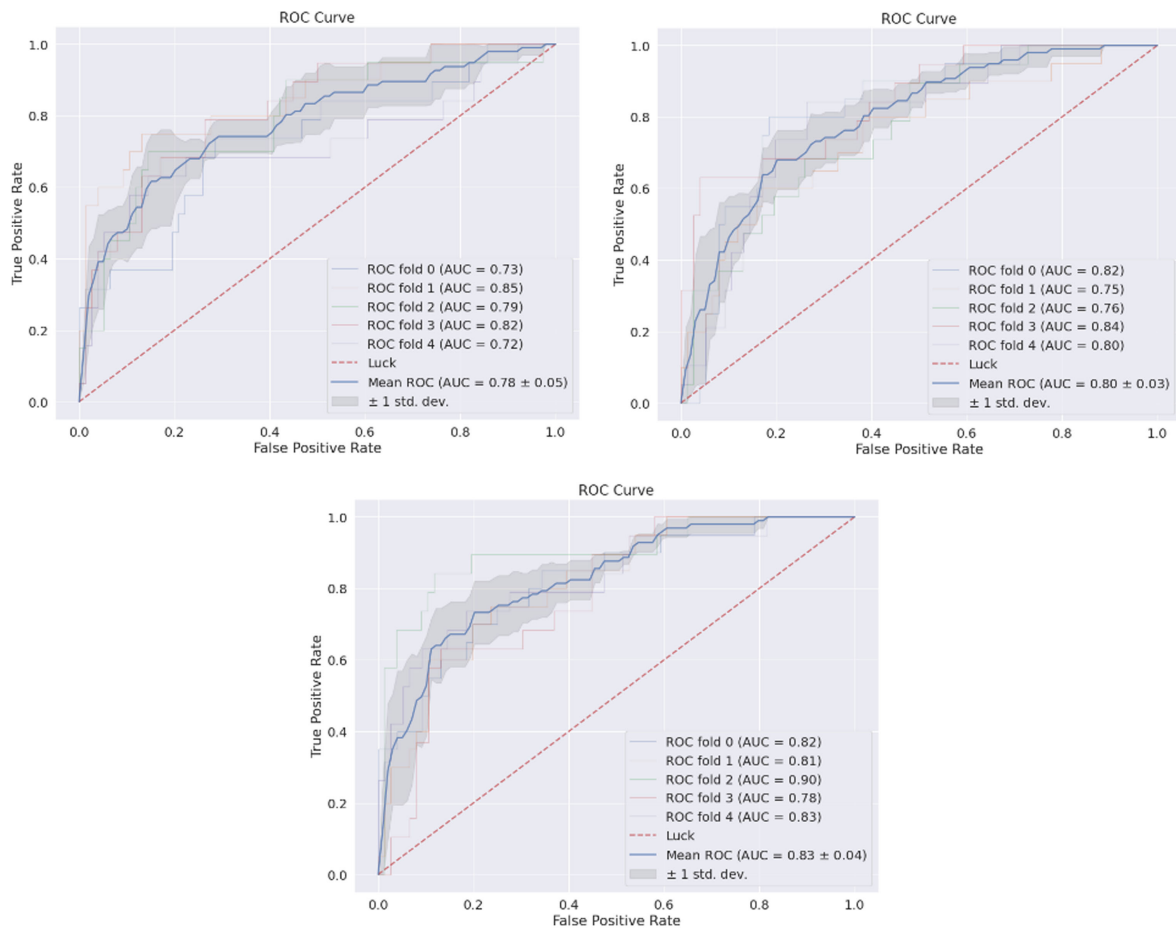 ROC Curve
1.0
0.8
0.6
0.4
0.2
0.0
True Positive Rate
ROC fold 0 (AUC = 0.73)
ROC fold 1 (AUC = 0.85)
ROC fold 2 (AUC = 0.79)
ROC fold 3 (AUC = 0.82)
ROC fold 4 (AUC = 0.72)
Luck
Mean ROC (AUC = 0.78 ± 0.05)
± 1 std. dev.
0.0 0.2 0.4 0.6 0.8 1.0
False Positive Rate
ROC Curve
1.0
0.8
0.6
0.4
0.2
0.0
True Positive Rate
ROC fold 0 (AUC = 0.82)
ROC fold 1 (AUC = 0.75)
ROC fold 2 (AUC = 0.76)
ROC fold 3 (AUC = 0.84)
ROC fold 4 (AUC = 0.80)
Luck
Mean ROC (AUC = 0.80 ± 0.03)
± 1 std. dev.
0.0 0.2 0.4 0.6 0.8 1.0
False Positive Rate
ROC Curve
1.0
0.8
0.6
0.4
0.2
0.0
True Positive Rate
ROC fold 0 (AUC = 0.82)
ROC fold 1 (AUC = 0.81)
ROC fold 2 (AUC = 0.90)
ROC fold 3 (AUC = 0.78)
ROC fold 4 (AUC = 0.83)
Luck
Mean ROC (AUC = 0.83 ± 0.04)
± 1 std. dev.
0.0 0.2 0.4 0.6 0.8 1.0
False Positive Rate